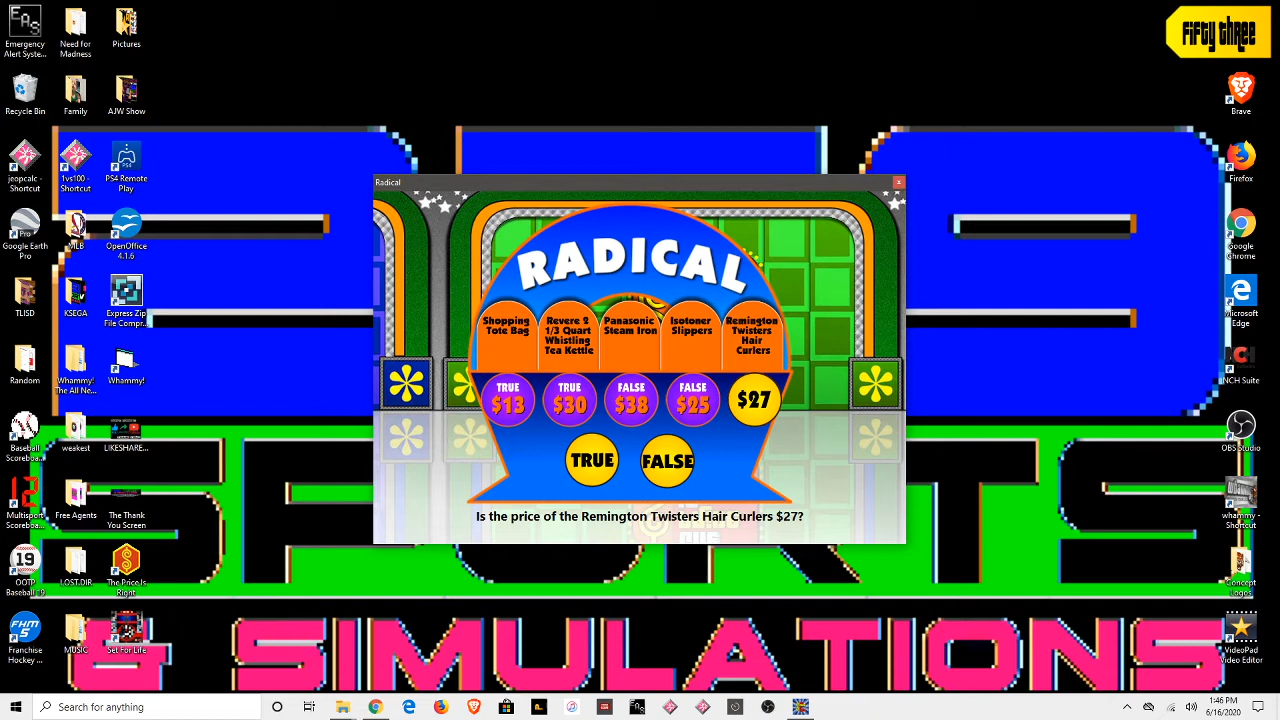 Emergency
Alert Syste...
Need for
Madness
Pictures
Fifty Three
Recycle Bin
Family
AJW Show
Brave
jeopcalc -
Shortcut
1vs100 -
Shortcut
PS4 Remote
Play
Firefox
Google Earth
Pro
MLB
OpenOffice
4.1.6
Google
Chrome
TLISD
KSEGA
Express Zip
File Compr...
Microsoft
Edge
Random
Whammy!
The All Ne...
Whammy!
NCH Suite
Baseball
Scoreboa...
weakest
LIKESHARE...
OBS Studio
Multisport
Scoreboa...
Free Agents
The Thank
You Screen
whammy -
Shortcut
OOTP
Baseball 19
LOST.DIR
The Price Is
Right
Concept
Logos
Franchise
Hockey ...
MUSIC
Set For Life
VideoPad
Video Editor
SPORTS
& SIMULATIONS
Radical
RADICAL
Shopping
Tote Bag
Revere 2
1/3 Quart
Whistling
Tea Kettle
Panasonic
Steam Iron
Isotoner
Slippers
Remington
Twisters
Hair
Curlers
TRUE
$13
TRUE
$30
FALSE
$38
FALSE
$25
$27
TRUE
FALSE
Is the price of the Remington Twisters Hair Curlers $27?
Search for anything
1:46 PM
6/16/2020